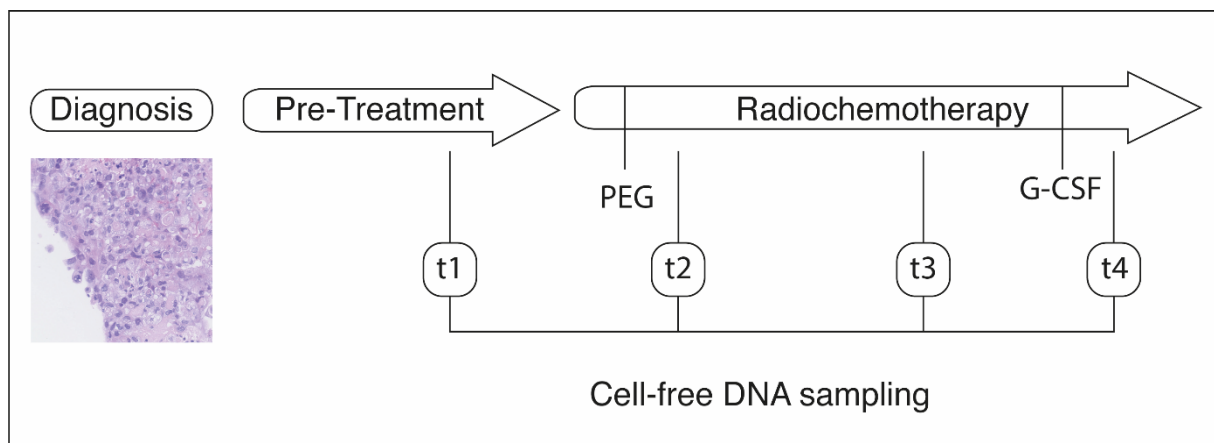 Diagnosis
Pre-Treatment
Radiochemotherapy
PEG
G-CSF
t1
t2
t3
t4
Cell-free DNA sampling